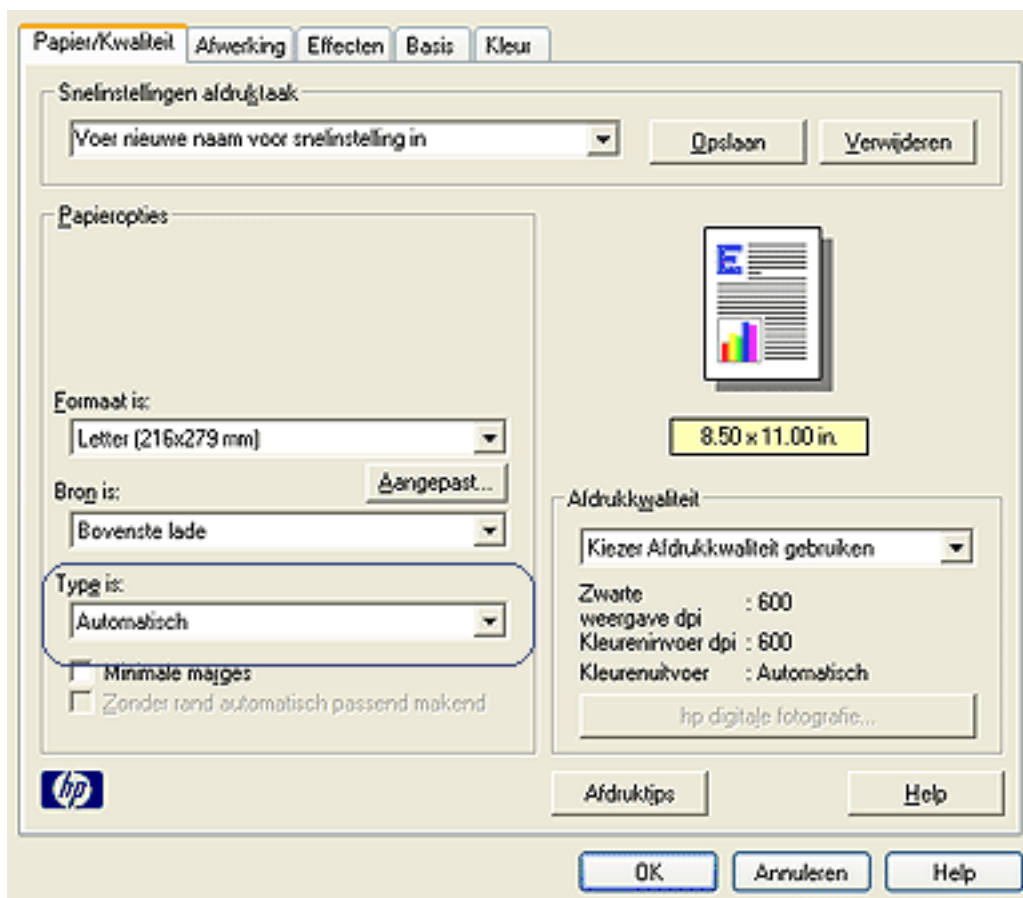 Papier/Kwaliteit Afwerking Effecten Basis Kleur
Snelinstellingen afdruktaak
Voer nieuwe naam voor snelinstelling in Opslaan Verwijderen
Papieropties
E
Formaat is:
Letter (216x279 mm)
8.50 x 11.00 in.
Bron is: Aangepast...
Bovenste lade
Type is:
Automatisch
Minimale marges
Zonder rand automatisch passend makend
Afdrukkwaliteit
Kiezer Afdrukkwaliteit gebruiken
Zwarte
weergave dpi : 600
Kleureninvoer dpi : 600
Kleurenuitvoer : Automatisch
hp digitale fotografie...
hp
Afdruktips Help
OK Annuleren Help